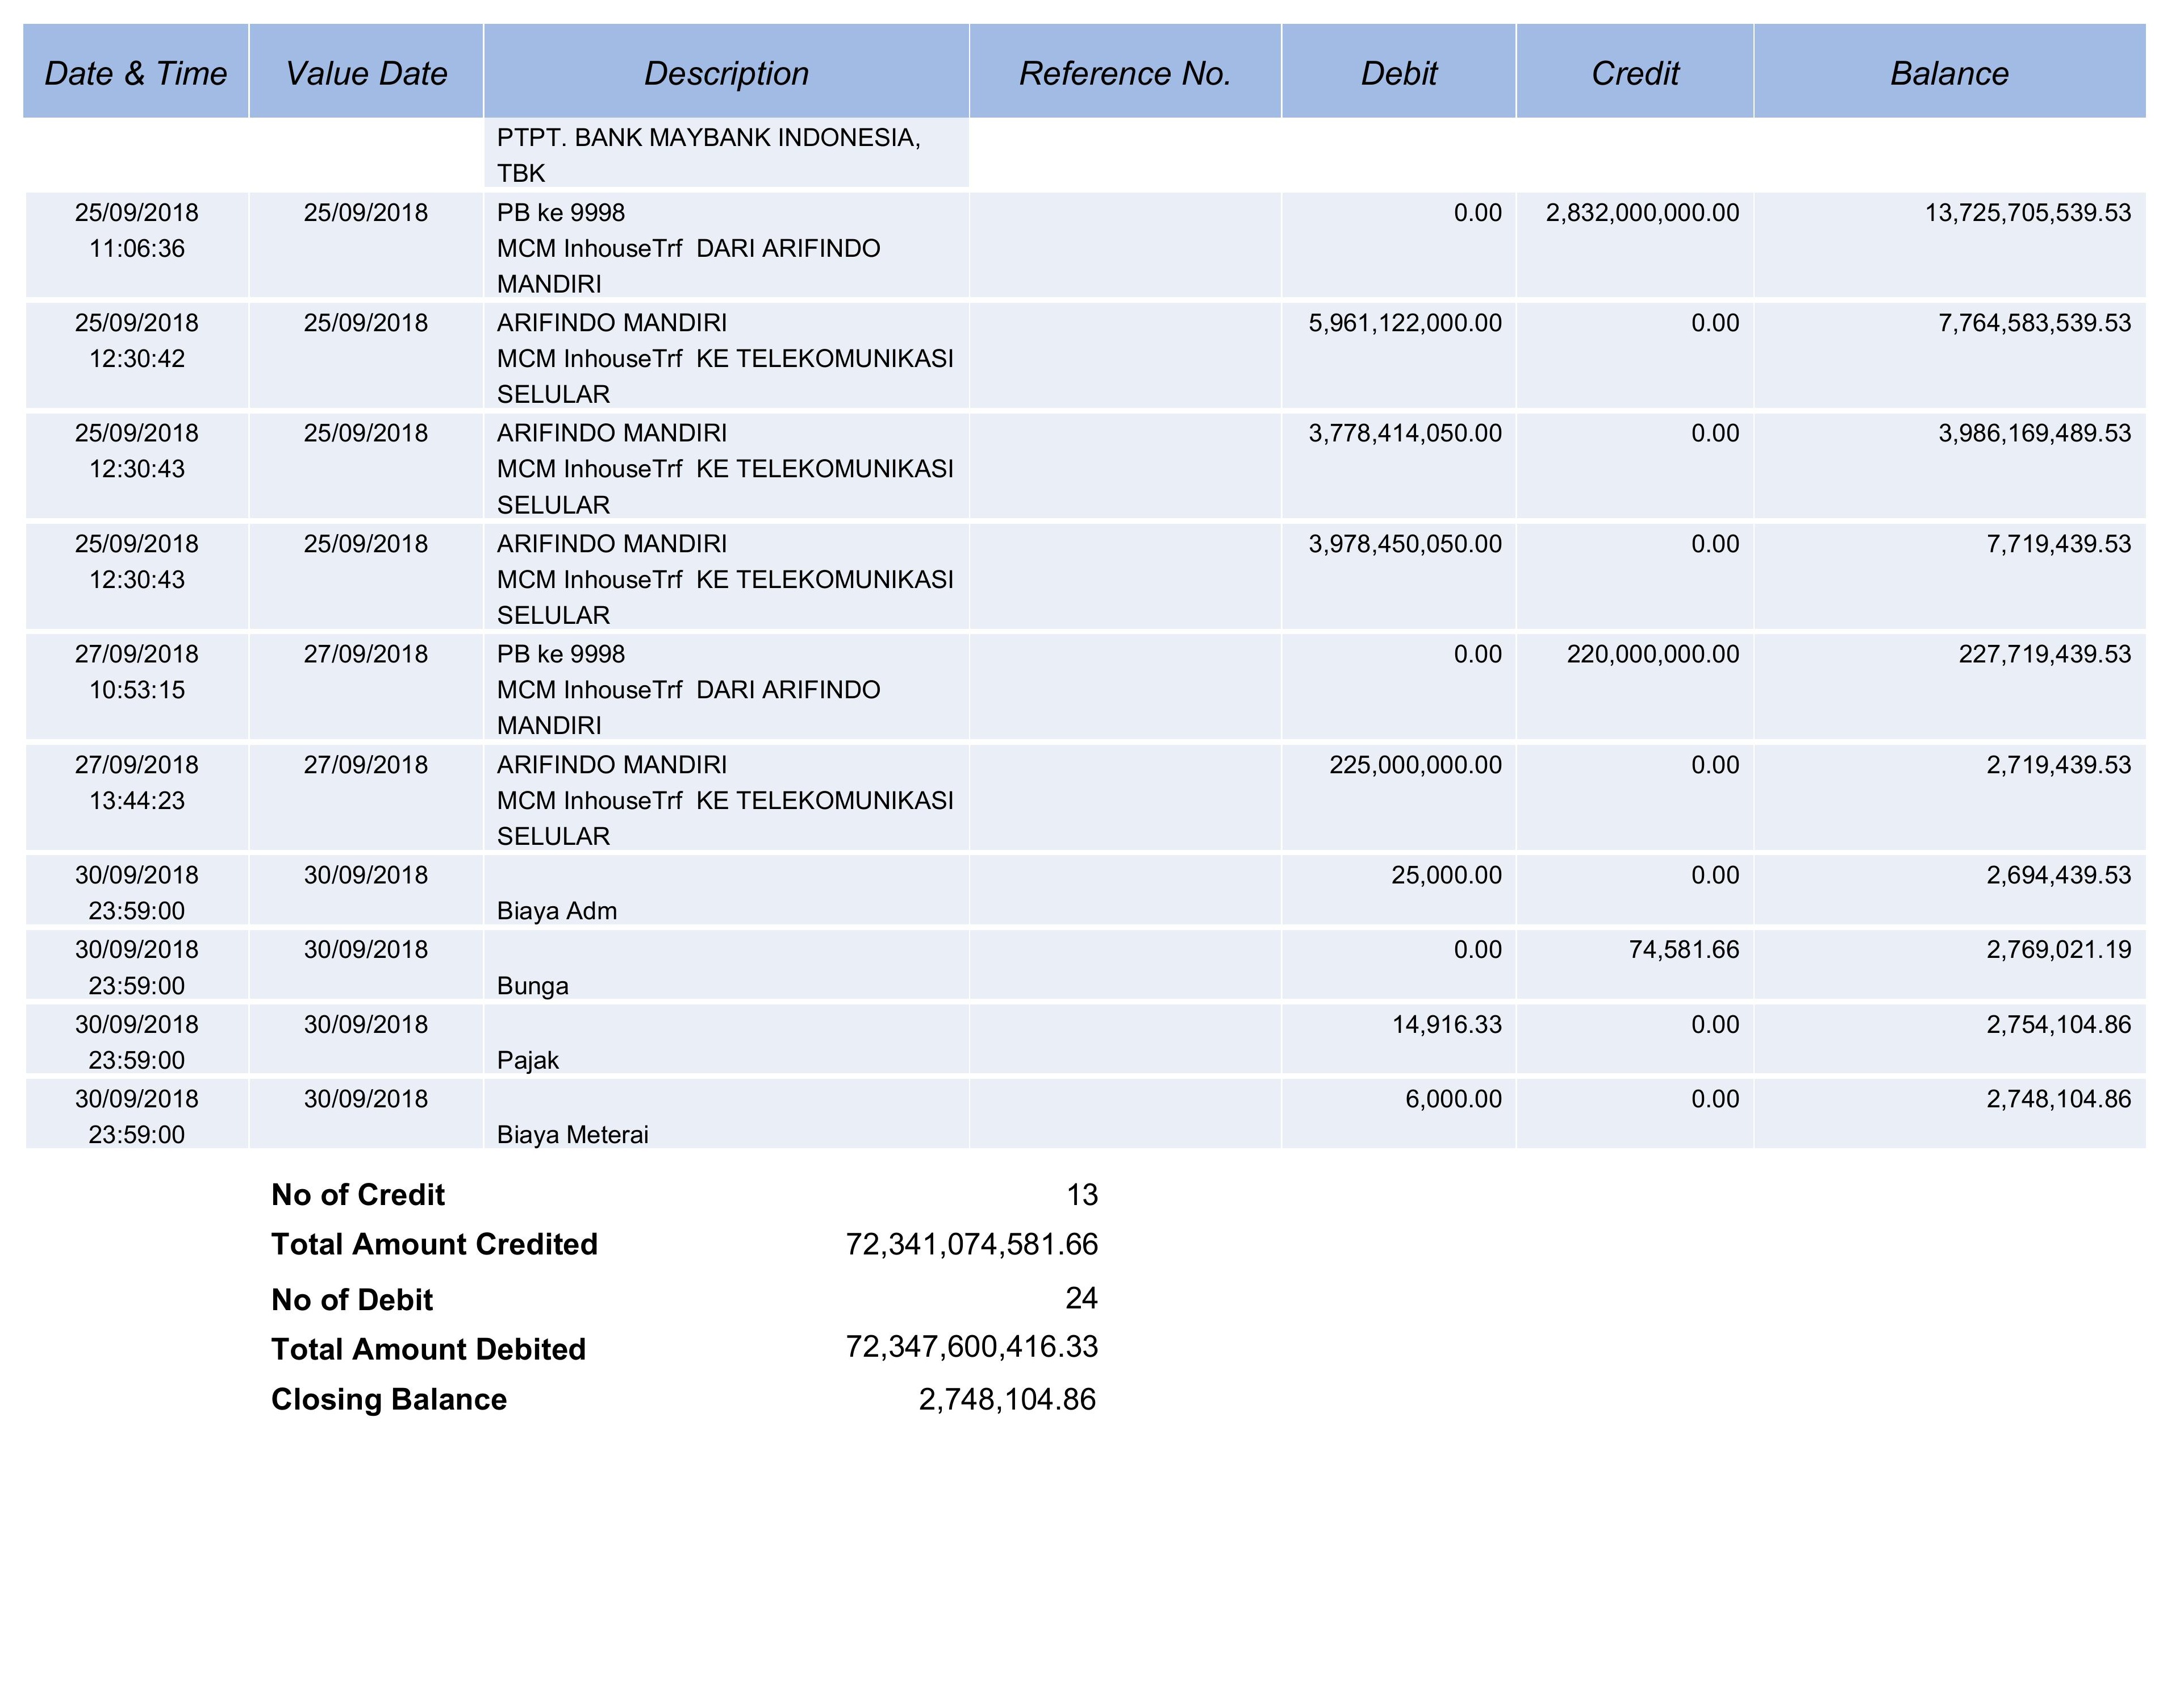 Date & Time Value Date Description Reference No. Debit Credit Balance
PTPT. BANK MAYBANK INDONESIA,
TBK
25/09/2018 25/09/2018 PB ke 9998 0.00 2,832,000,000.00 13,725,705,539.53
11:06:36 MCM InhouseTrf DARI ARIFINDO
MANDIRI
25/09/2018 25/09/2018 ARIFINDO MANDIRI 5,961,122,000.00 0.00 7,764,583,539.53
12:30:42 MCM InhouseTrf KE TELEKOMUNIKASI
SELULAR
25/09/2018 25/09/2018 ARIFINDO MANDIRI 3,778,414,050.00 0.00 3,986,169,489.53
12:30:43 MCM InhouseTrf KE TELEKOMUNIKASI
SELULAR
25/09/2018 25/09/2018 ARIFINDO MANDIRI 3,978,450,050.00 0.00 7,719,439.53
12:30:43 MCM InhouseTrf KE TELEKOMUNIKASI
SELULAR
27/09/2018 27/09/2018 PB ke 9998 0.00 220,000,000.00 227,719,439.53
10:53:15 MCM InhouseTrf DARI ARIFINDO
MANDIRI
27/09/2018 27/09/2018 ARIFINDO MANDIRI 225,000,000.00 0.00 2,719,439.53
13:44:23 MCM InhouseTrf KE TELEKOMUNIKASI
SELULAR
30/09/2018 30/09/2018 25,000.00 0.00 2,694,439.53
23:59:00 Biaya Adm
30/09/2018 30/09/2018 0.00 74,581.66 2,769,021.19
23:59:00 Bunga
30/09/2018 30/09/2018 14,916.33 0.00 2,754,104.86
23:59:00 Pajak
30/09/2018 30/09/2018 6,000.00 0.00 2,748,104.86
23:59:00 Biaya Meterai
No of Credit 13
Total Amount Credited 72,341,074,581.66
No of Debit 24
Total Amount Debited 72,347,600,416.33
Closing Balance 2,748,104.86